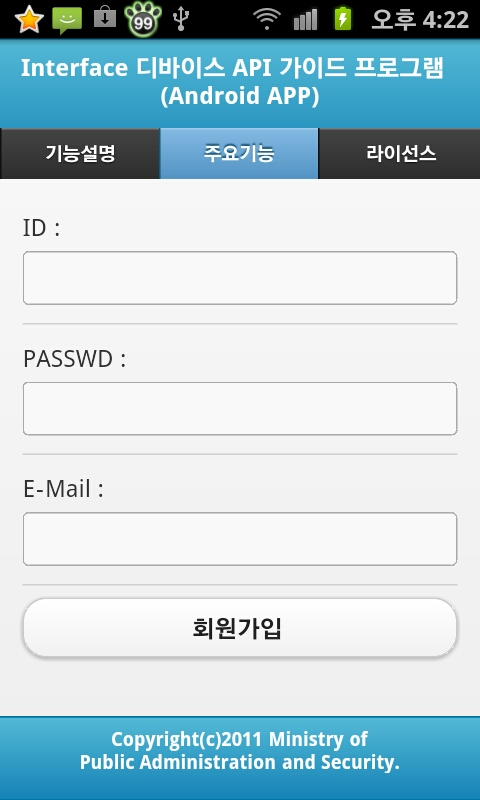 99
오후 4:22
Interface 디바이스 API 가이드 프로그램
(Android APP)
기능설명
주요기능
라이선스
ID :
PASSWD :
E-Mail :
회원가입
Copyright(c)2011 Ministry of
Public Administration and Security.